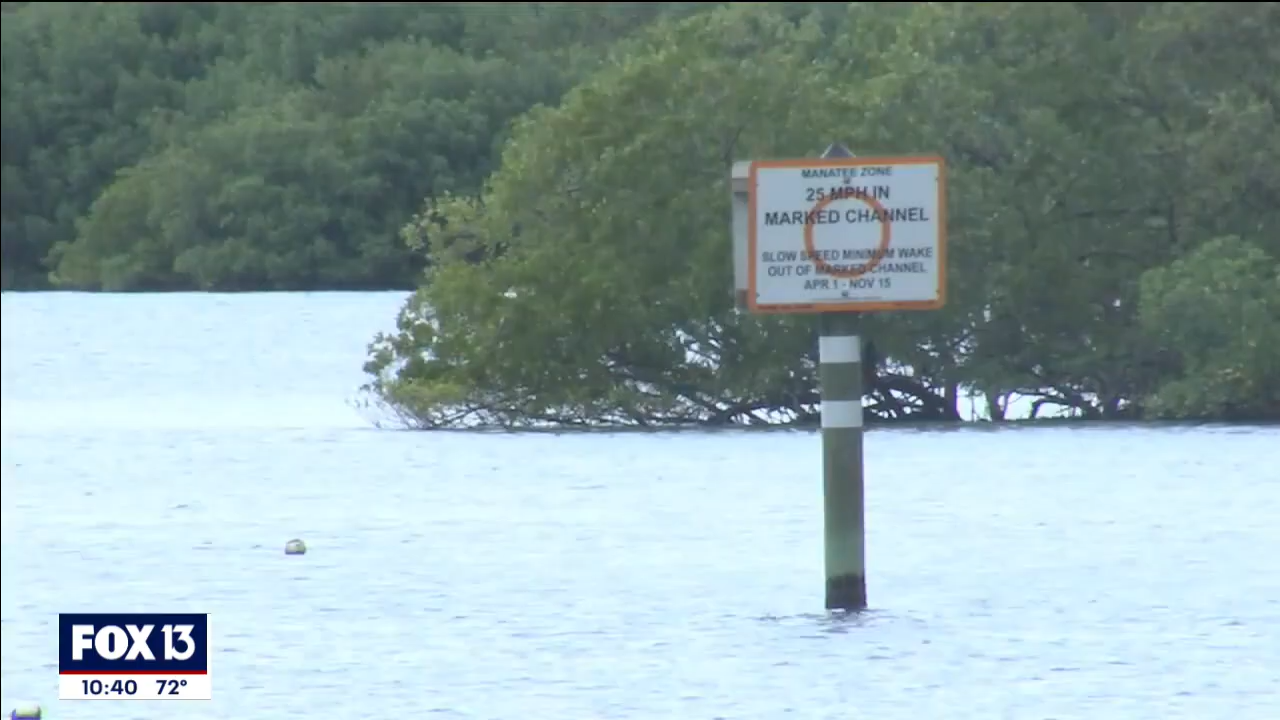 MANATEE ZONE
25 MPH IN
MARKED CHANNEL
SLOW SPEED MINIMUM WAKE
OUT OF MARKED CHANNEL
APR 1 - NOV 15
FOX 13
10:40 72°